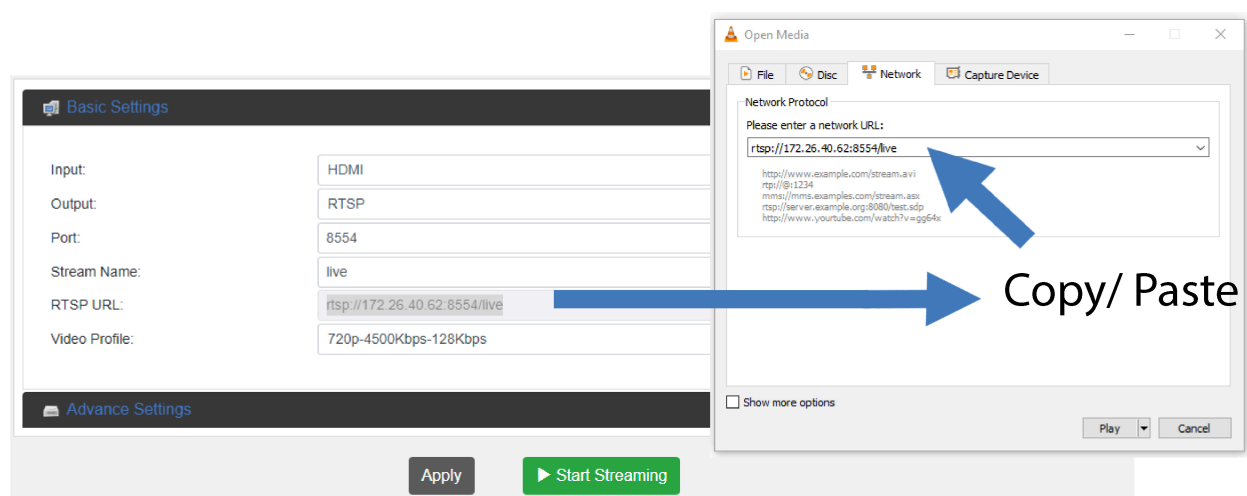 Basic Settings
Input:
HDMI
Output:
RTSP
Port:
8554
Stream Name:
live
RTSP URL:
rtsp://172.26.40.62:8554/live
Video Profile:
720p-4500Kbps-128Kbps
Advance Settings
Apply
Start Streaming
Open Media
File
Disc
Network
Capture Device
Network Protocol
Please enter a network URL:
rtsp://172.26.40.62:8554/live
http://www.example.com/stream.avi
rtp://@:1234
mms://mms.examples.com/stream.asx
rtsp://server.example.org:8080/test.sdp
http://www.yourtube.com/watch?v=gg64x
Copy/ Paste
Show more options
Play
Cancel